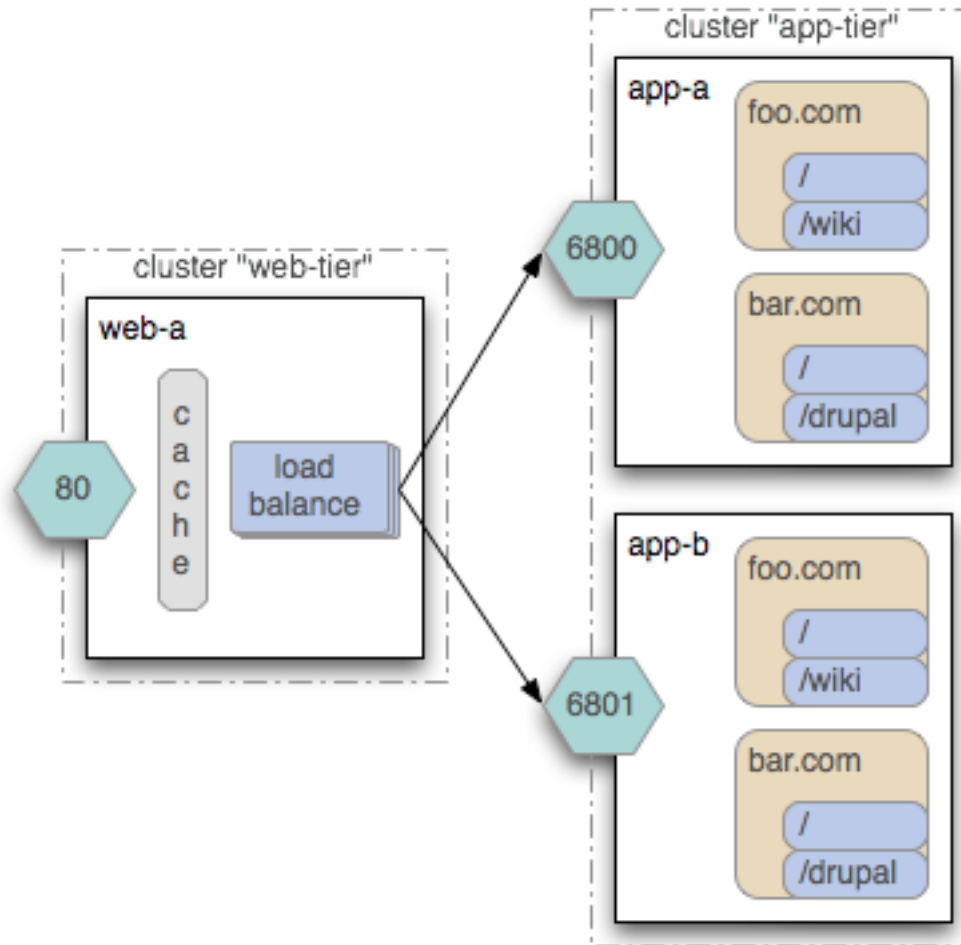 cluster "app-tier"
app-a
foo.com
/
/wiki
6800
bar.com
/
/drupal
cluster "web-tier"
web-a
80
c
a
c
h
e
load
balance
app-b
foo.com
/
/wiki
6801
bar.com
/
/drupal